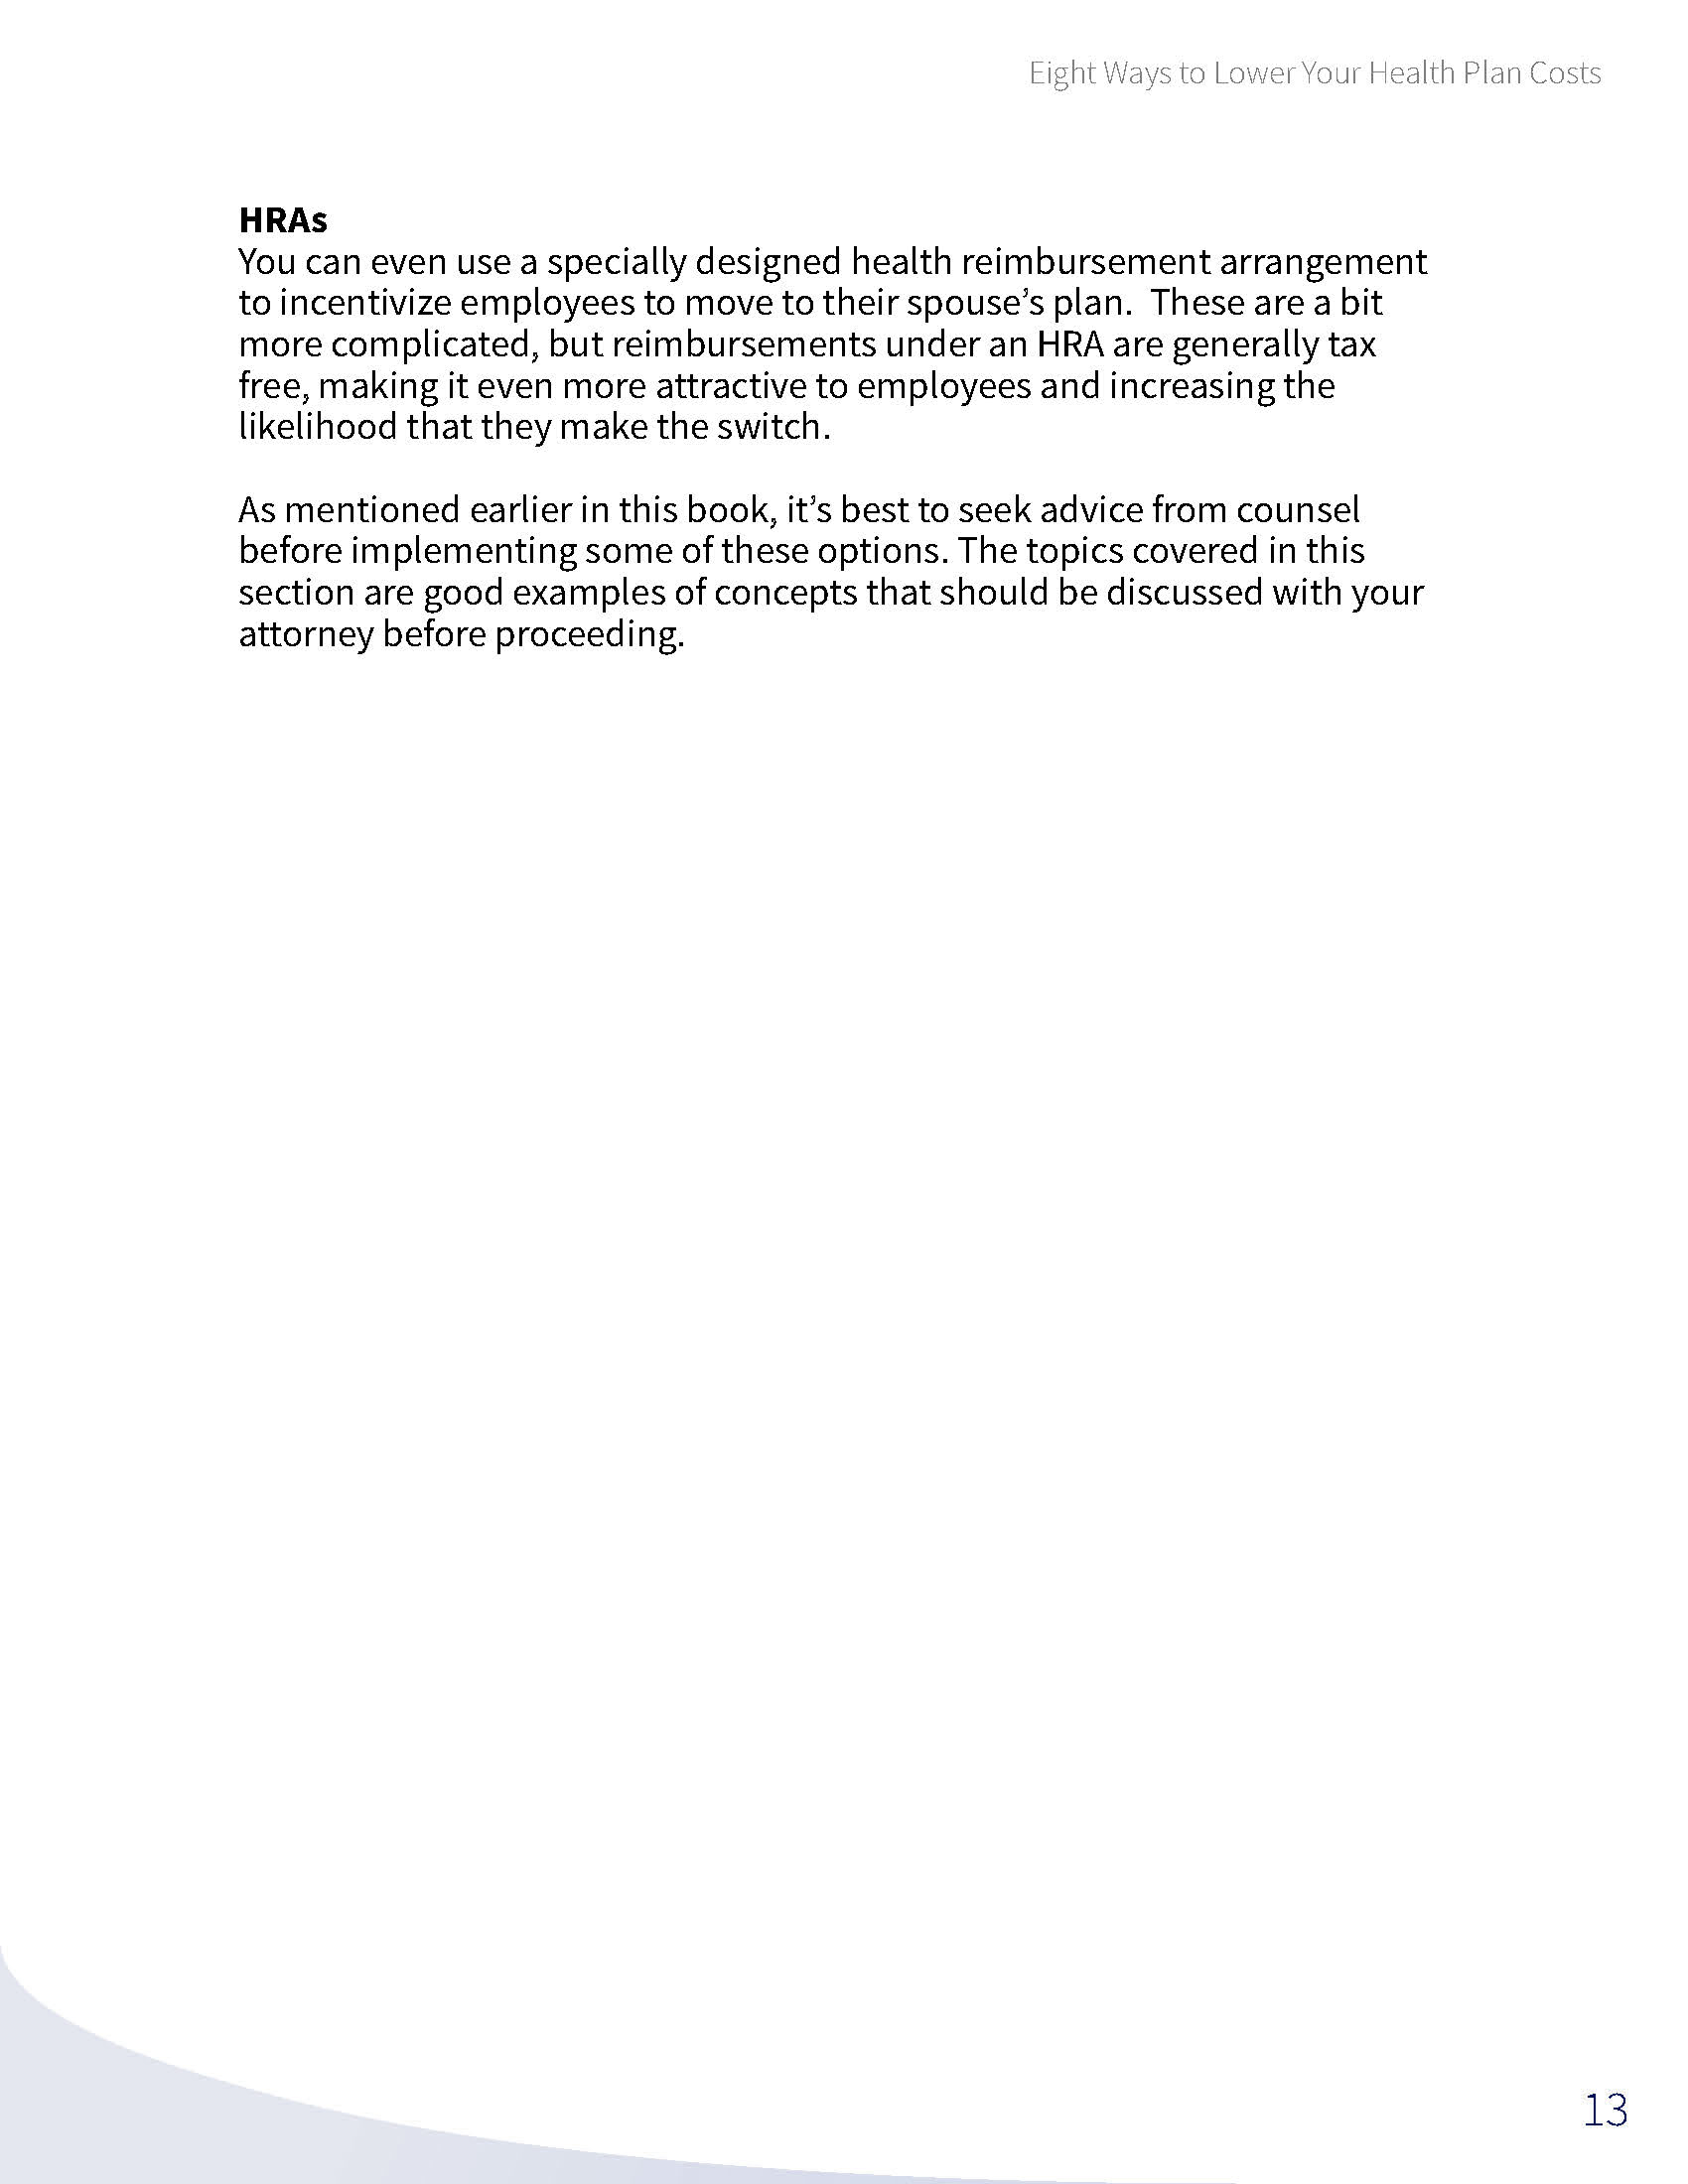 Eight Ways to Lower Your Health Plan Costs
HRAs
You can even use a specially designed health reimbursement arrangement
to incentivize employees to move to their spouse’s plan.  These are a bit
more complicated, but reimbursements under an HRA are generally tax
free, making it even more attractive to employees and increasing the
likelihood that they make the switch.
As mentioned earlier in this book, it’s best to seek advice from counsel
before implementing some of these options. The topics covered in this
section are good examples of concepts that should be discussed with your
attorney before proceeding.
13